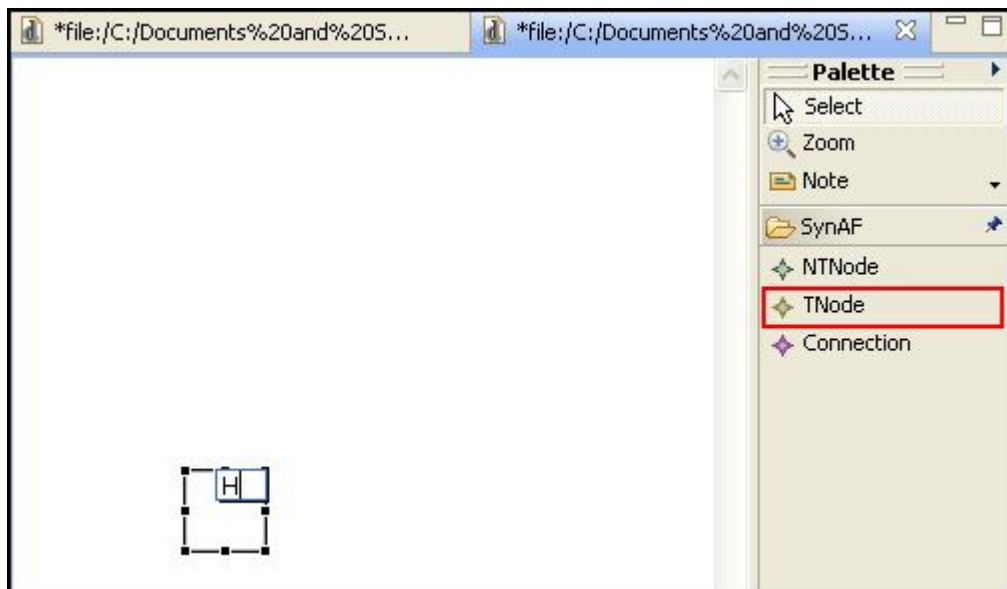 *file:/C:/Documents%20and%20S... *file:/C:/Documents%20and%20S...
Palette
Select
Zoom
Note
SynAF
NTNode
TNode
Connection
H